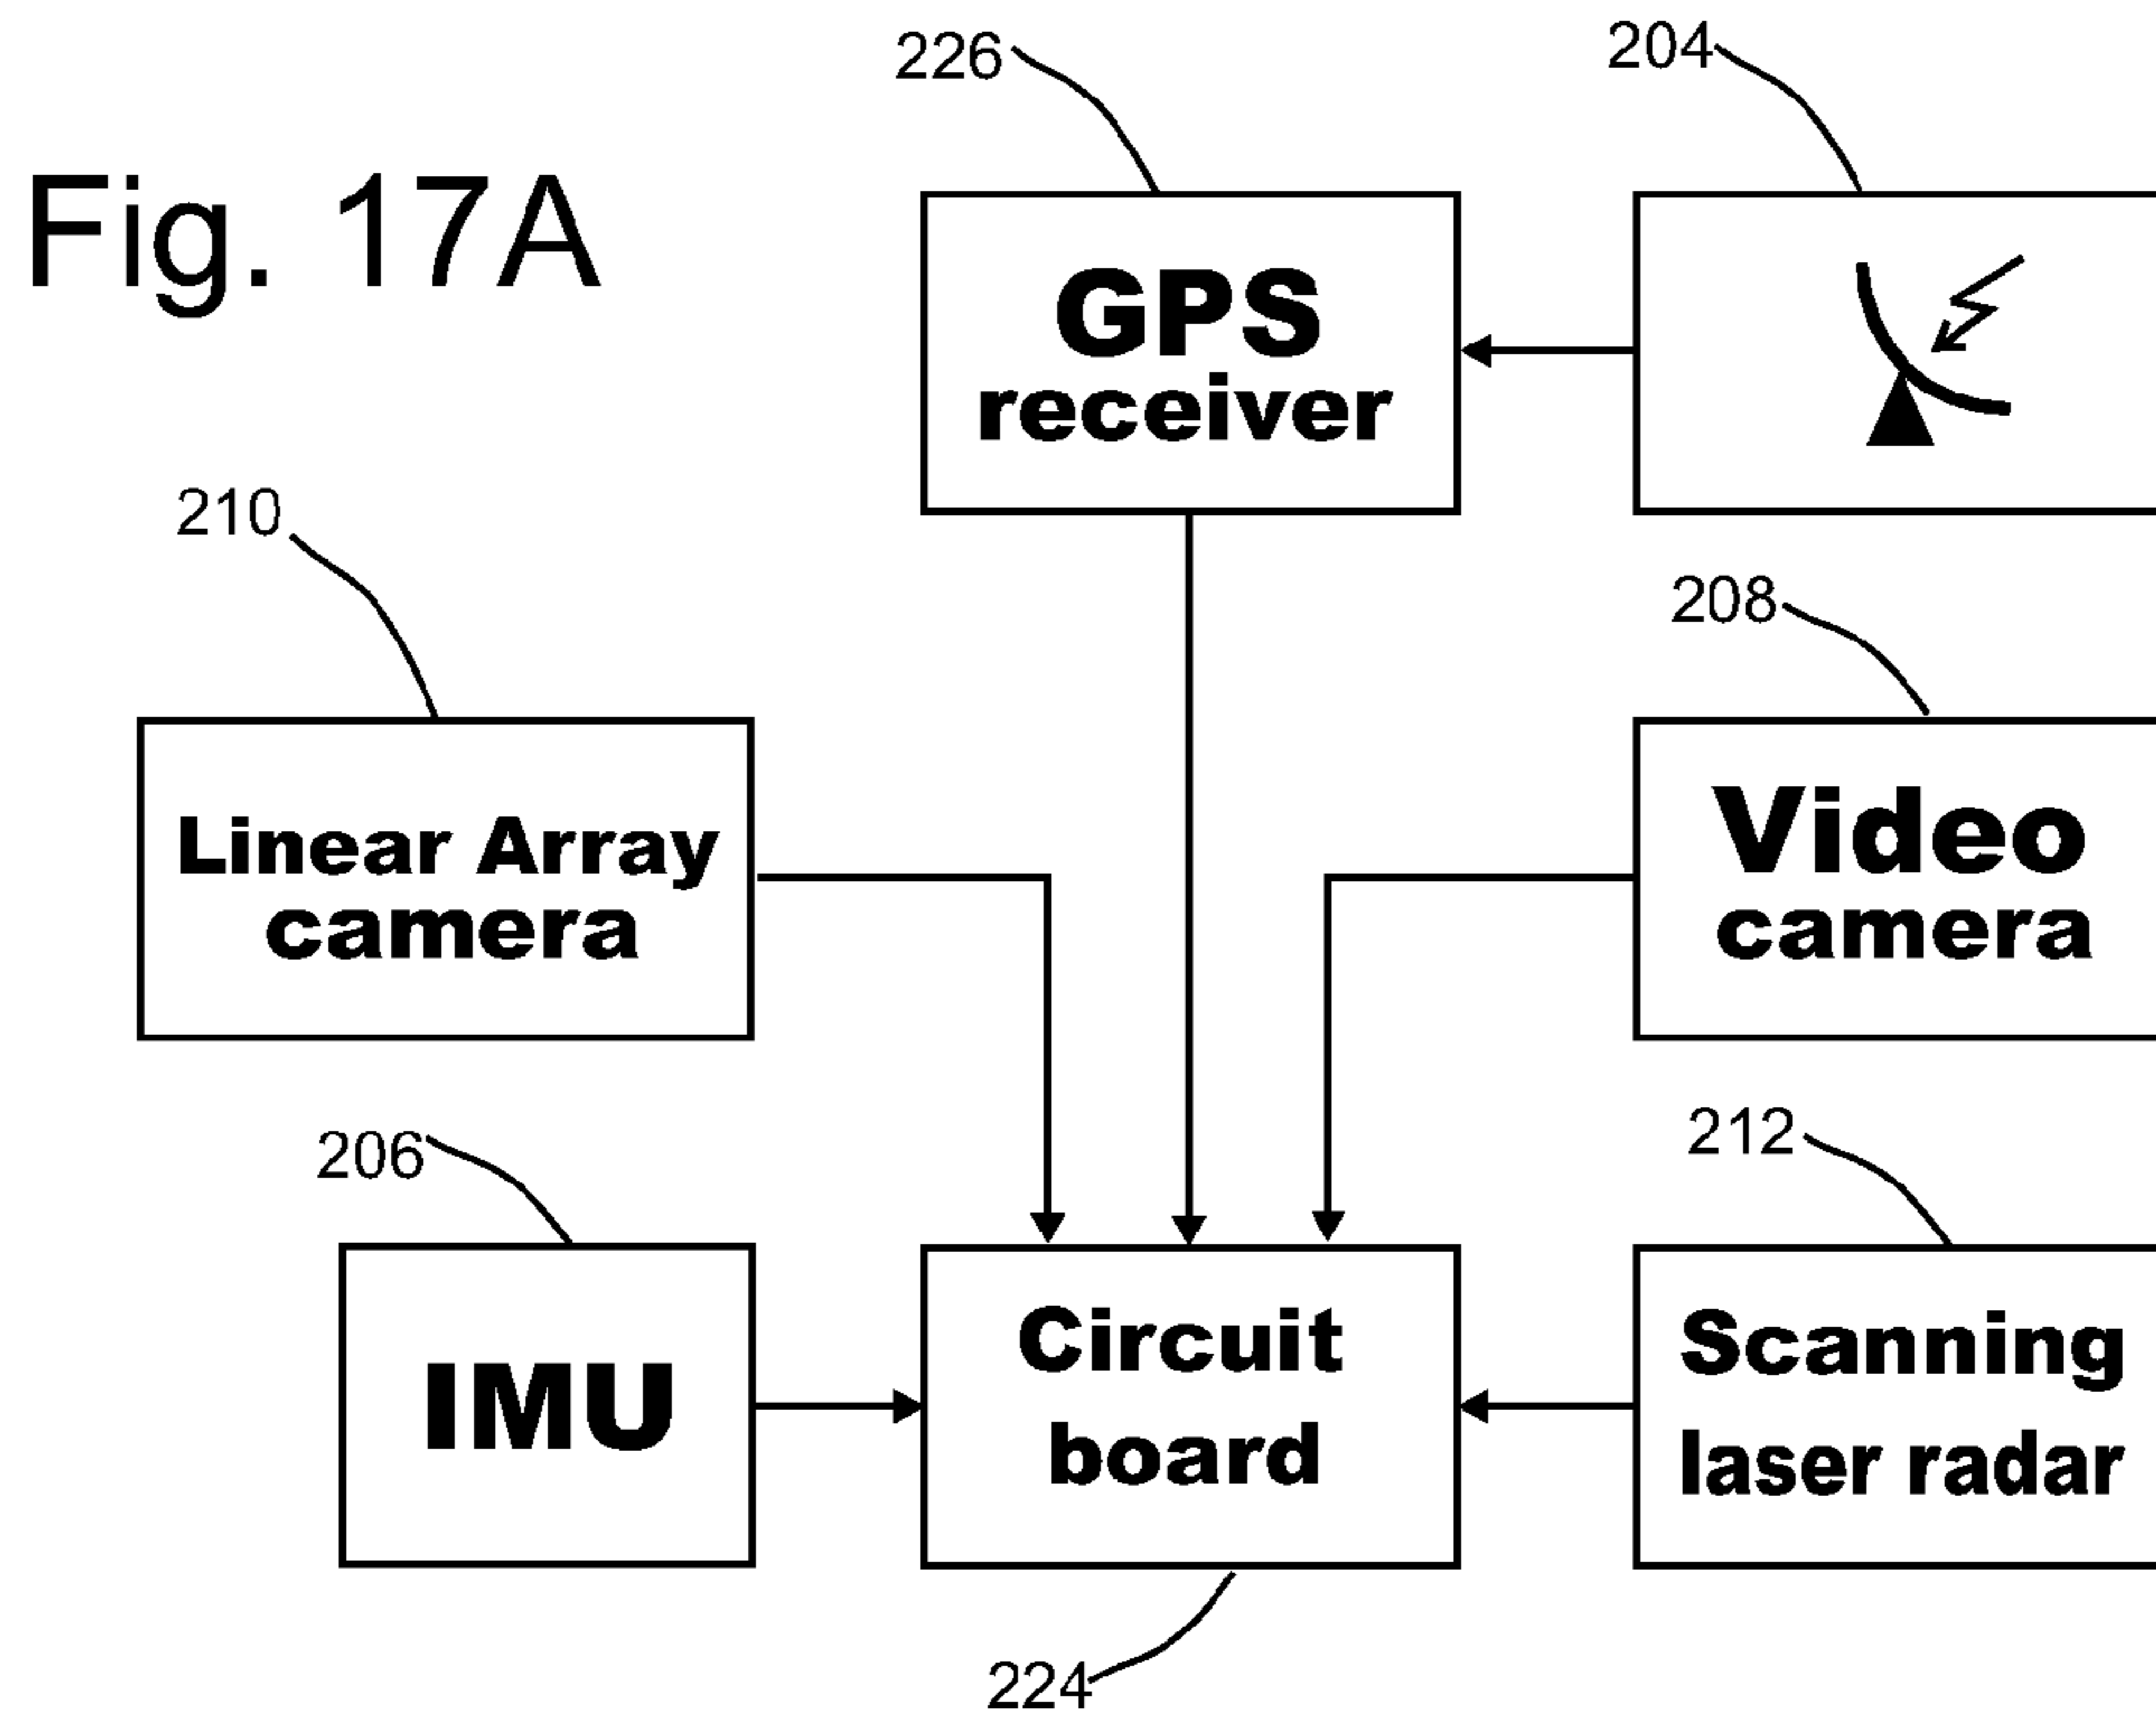 226
204
Fig. 17A
GPS
receiver
210
208
Linear Array
camera
Video
camera
206
212
IMU
Circuit
board
Scanning
laser radar
224